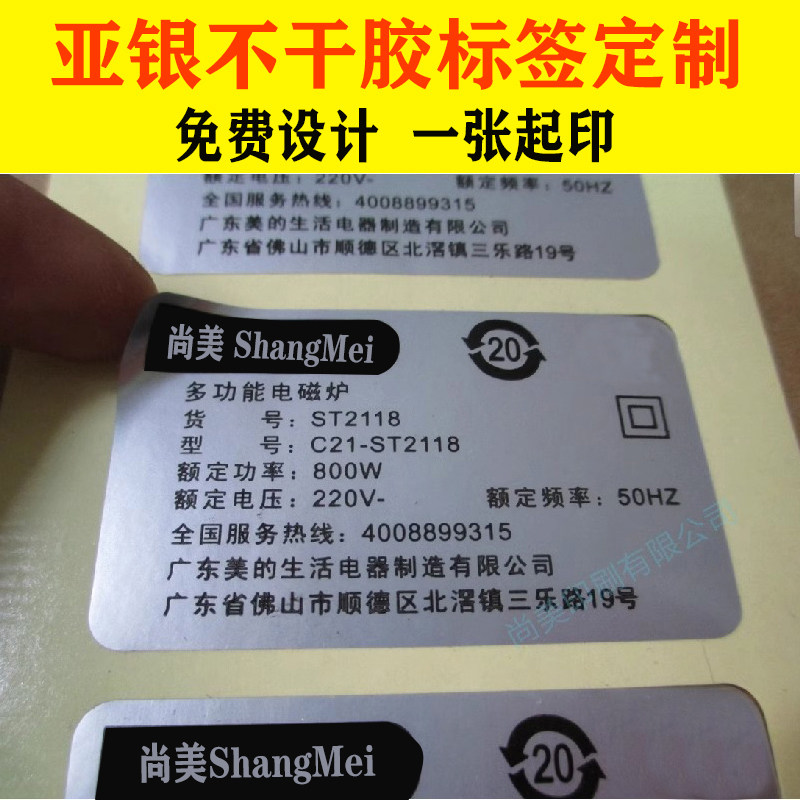 亚银不干胶标签定制
免费设计 一张起印
额定电压：220V- 额定频率：50HZ
全国服务热线：4008899315
广东美的生活电器制造有限公司
广东省佛山市顺德区北滘镇三乐路19号
尚美 ShangMei
20
多功能电磁炉
货 号：ST2118
型 号：C21-ST2118
额定功率：800W
额定电压：220V- 额定频率：50HZ
全国服务热线：4008899315
广东美的生活电器制造有限公司
广东省佛山市顺德区北滘镇三乐路19号
尚美印刷有限公司
尚美ShangMei
20